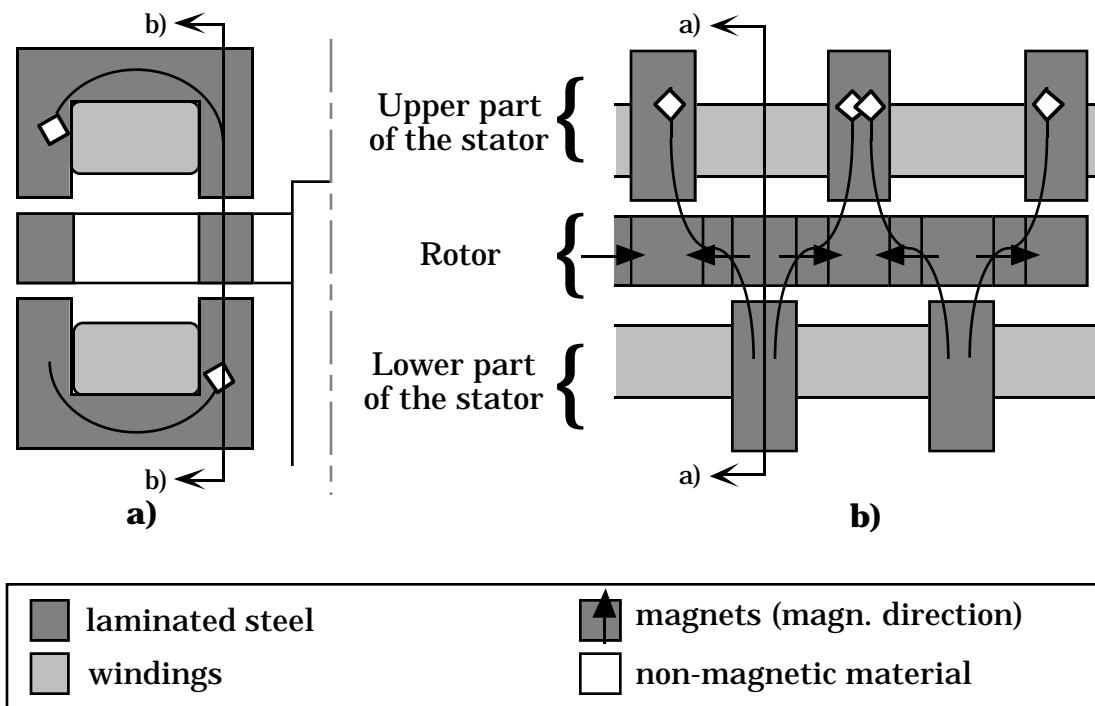 b)
b)
a)
Upper part
of the stator
Rotor
Lower part
of the stator
a)
a)
b)
laminated steel
windings
magnets (magn. direction)
non-magnetic material